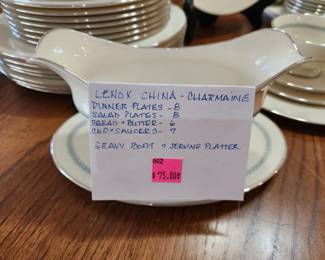 LENOX CHINA - CHARMAINE
DINNER PLATES - 8
SALAD PLATES - 8
BREAD + BUTTER - 6
CUP + SAUCERS - 7
GRAVY BOAT + SERVING PLATTER
002
$75.00